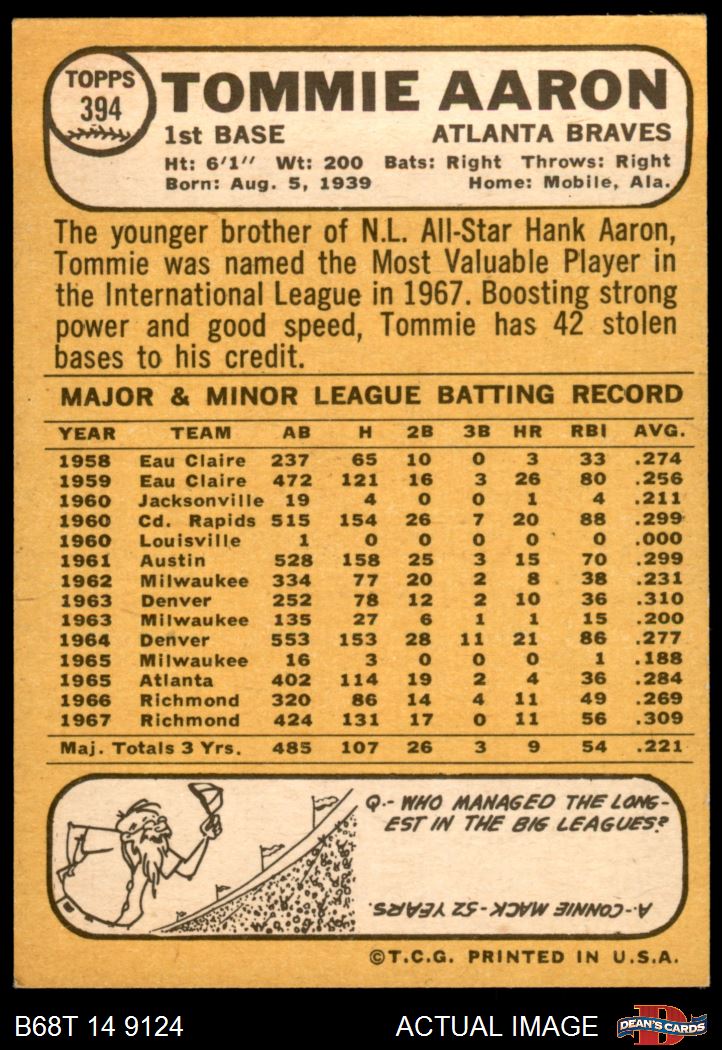 TOPPS
394
TOMMIE AARON
1st BASE ATLANTA BRAVES
Ht: 6'1" Wt: 200 Bats: Right Throws: Right
Born: Aug. 5, 1939 Home: Mobile, Ala.
The younger brother of N.L. All-Star Hank Aaron,
Tommie was named the Most Valuable Player in
the International League in 1967. Boosting strong
power and good speed, Tommie has 42 stolen
bases to his credit.
MAJOR & MINOR LEAGUE BATTING RECORD
YEAR TEAM AB H 2B 3B HR RBI AVG.
1958 Eau Claire 237 65 10 0 3 33 .274
1959 Eau Claire 472 121 16 3 26 80 .256
1960 Jacksonville 19 4 0 0 1 4 .211
1960 Cd. Rapids 515 154 26 7 20 88 .299
1960 Louisville 1 0 0 0 0 0 .000
1961 Austin 528 158 25 3 15 70 .299
1962 Milwaukee 334 77 20 2 8 38 .231
1963 Denver 252 78 12 2 10 36 .310
1963 Milwaukee 135 27 6 1 1 15 .200
1964 Denver 553 153 28 11 21 86 .277
1965 Milwaukee 16 3 0 0 0 1 .188
1965 Atlanta 402 114 19 2 4 36 .284
1966 Richmond 320 86 14 4 11 49 .269
1967 Richmond 424 131 17 0 11 56 .309
Maj. Totals 3 Yrs. 485 107 26 3 9 54 .221
Q.- WHO MANAGED THE LONG-
EST IN THE BIG LEAGUES?
A.- CONNIE MACK - 52 YEARS.
©T.C.G. PRINTED IN U.S.A.
B68T 14 9124 ACTUAL IMAGE
D
DEAN'S CARDS